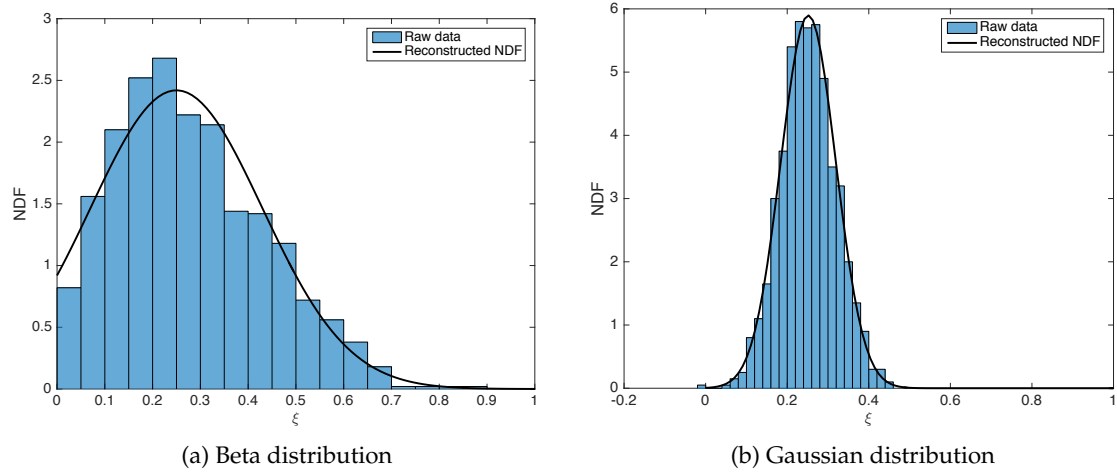 3
2.5
2
1.5
1
0.5
0
NDF
Raw data
Reconstructed NDF
0 0.1 0.2 0.3 0.4 0.5 0.6 0.7 0.8 0.9 1
ξ
(a) Beta distribution
6
5
4
3
2
1
0
NDF
Raw data
Reconstructed NDF
-0.2 0 0.2 0.4 0.6 0.8 1
ξ
(b) Gaussian distribution